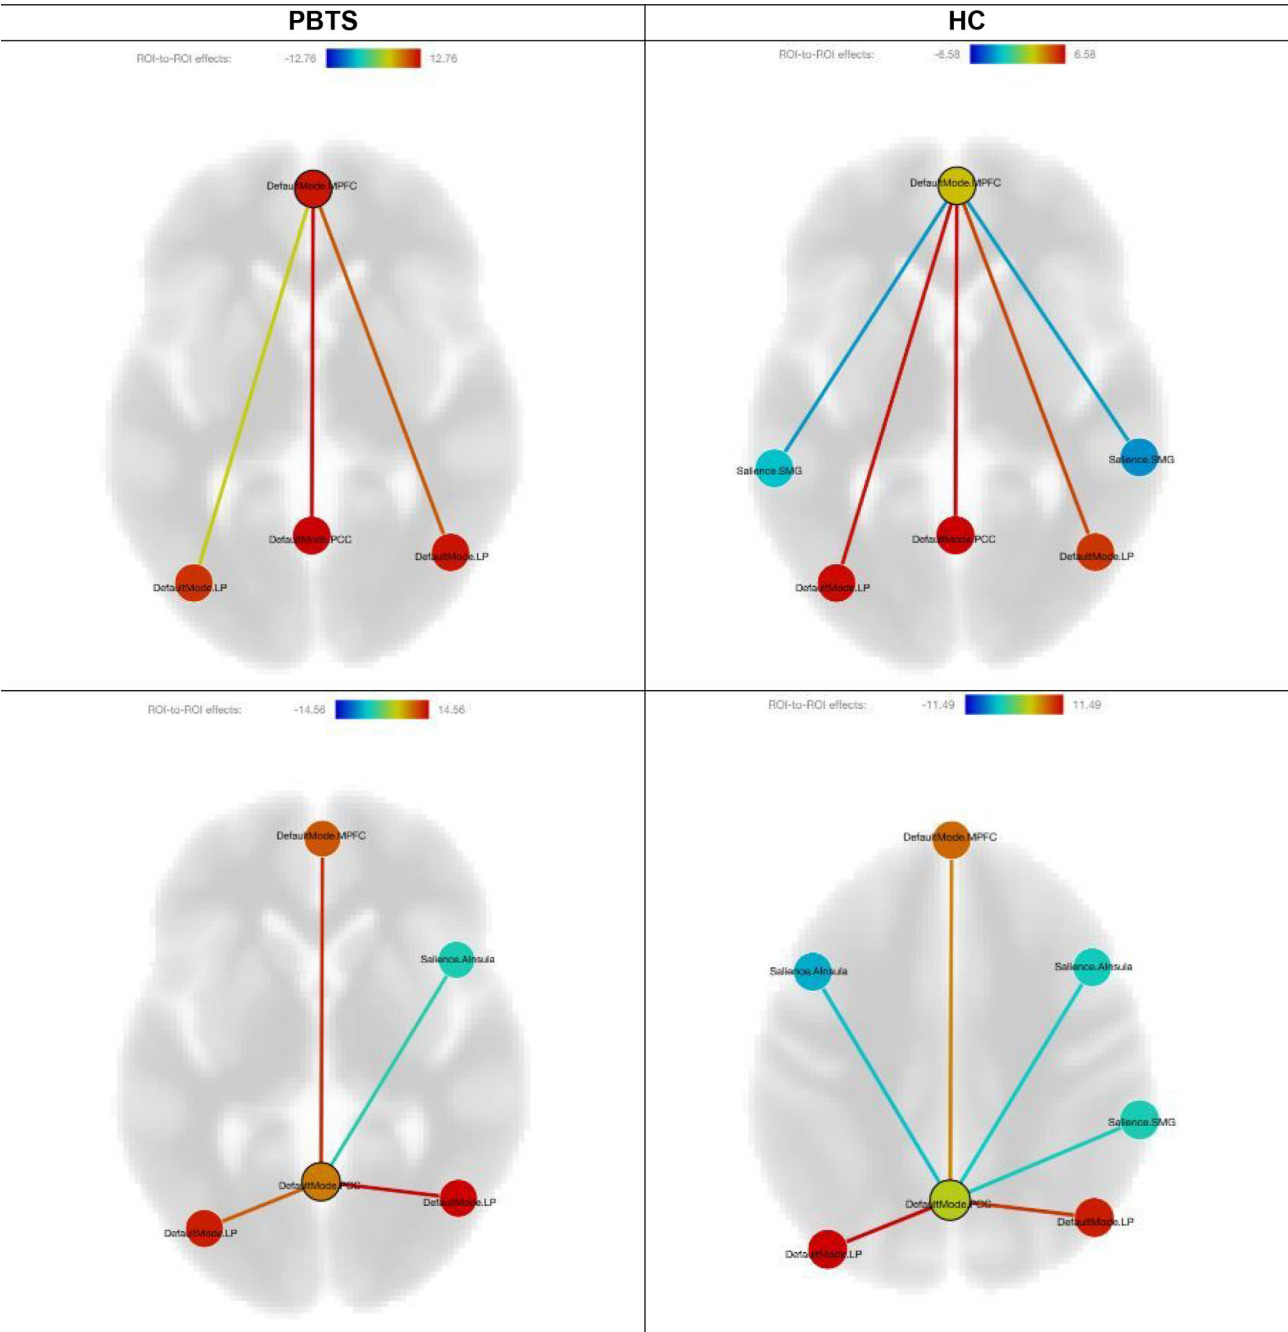 PBTS
HC
ROI-to-ROI effects: -12.76 12.76
ROI-to-ROI effects: -6.58 6.58
DefaultMode.MPFC
DefaultMode.PCC
DefaultMode.LP
DefaultMode.LP
DefaultMode.MPFC
Salience.SMG
Salience.SMG
DefaultMode.PCC
DefaultMode.LP
DefaultMode.LP
ROI-to-ROI effects: -14.56 14.56
ROI-to-ROI effects: -11.49 11.49
DefaultMode.MPFC
Salience.AInsula
DefaultMode.PCC
DefaultMode.LP
DefaultMode.LP
DefaultMode.MPFC
Salience.AInsula
Salience.AInsula
Salience.SMG
DefaultMode.PCC
DefaultMode.LP
DefaultMode.LP